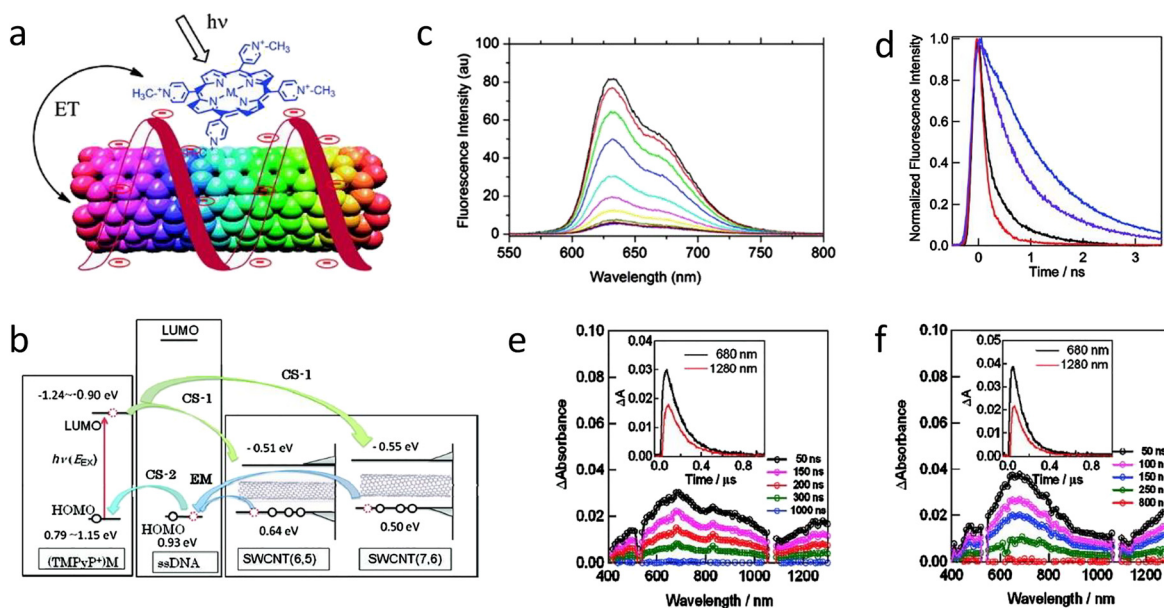 a
hν
N⁺-CH₃
H₃C-⁺N
N
N
M
N
N
N⁺-CH₃
ET
b
LUMO
CS-1
-1.24~-0.90 eV
CS-1
LUMO
-0.51 eV
-0.55 eV
hν(E_EX)
CS-2
EM
HOMO
HOMO
0.64 eV
0.50 eV
0.79 ~1.15 eV
0.93 eV
(TMPyP⁺)M
ssDNA
SWCNT(6,5)
SWCNT(7,6)
c
Fluorescence Intensity (au)
100
80
60
40
20
0
550 600 650 700 750 800
Wavelength (nm)
d
Normalized Fluorescence Intensity
1.0
0.8
0.6
0.4
0.2
0.0
0 1 2 3
Time / ns
e
ΔAbsorbance
0.10
0.08
0.06
0.04
0.02
0.00
400 600 800 1000 1200
Wavelength / nm
ΔA
0.04
0.03
0.02
0.01
0
0 0.4 0.8
Time / μs
680 nm
1280 nm
50 ns
150 ns
200 ns
300 ns
1000 ns
f
ΔAbsorbance
0.10
0.08
0.06
0.04
0.02
0.00
400 600 800 1000 1200
Wavelength / nm
ΔA
0.05
0.04
0.03
0.02
0.01
0
0 0.4 0.8
Time / μs
680 nm
1280 nm
50 ns
100 ns
150 ns
250 ns
800 ns